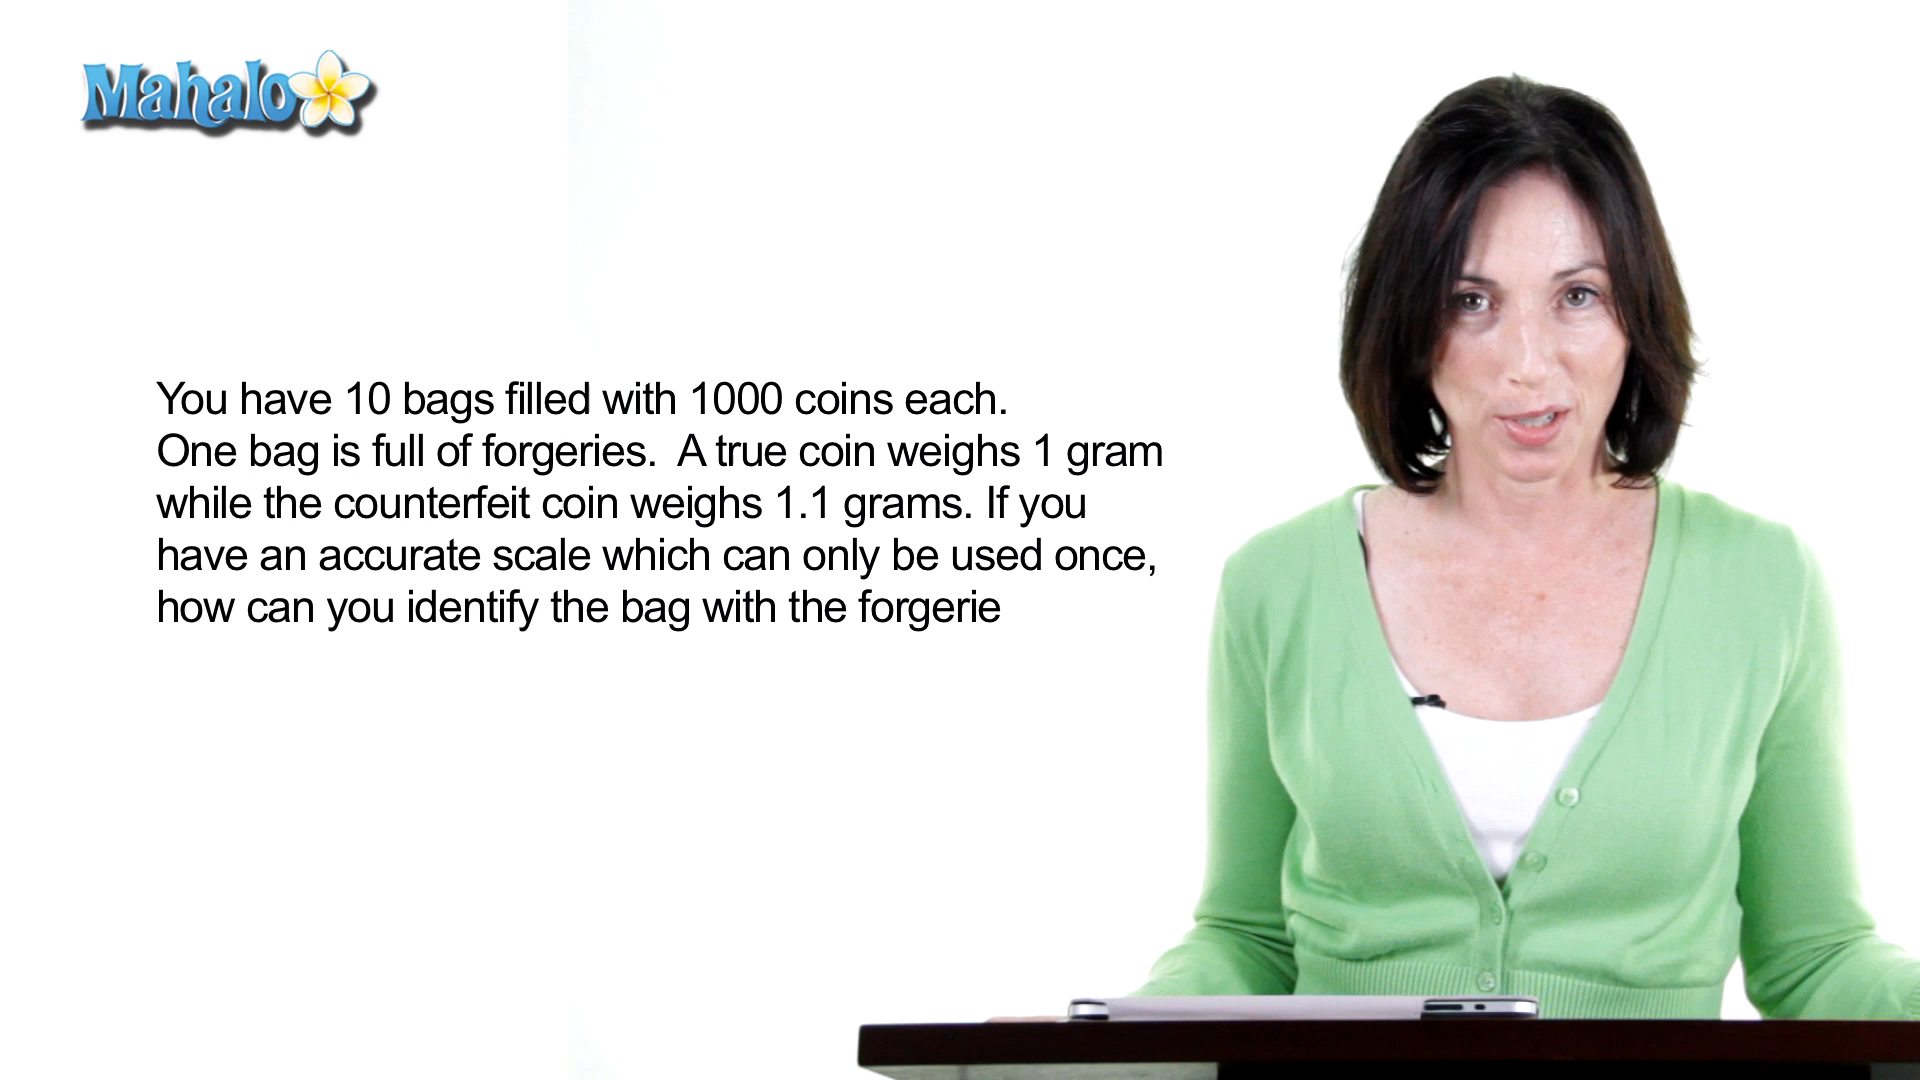 Mahalo
You have 10 bags filled with 1000 coins each.
One bag is full of forgeries.  A true coin weighs 1 gram
while the counterfeit coin weighs 1.1 grams. If you
have an accurate scale which can only be used once,
how can you identify the bag with the forgerie